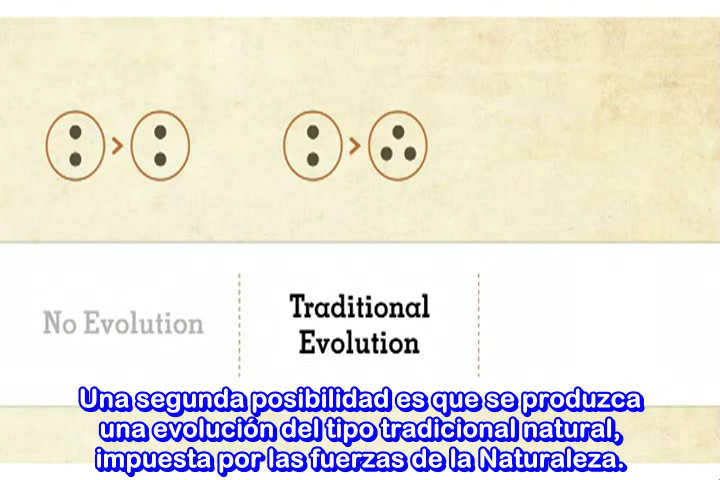 No Evolution
Traditional
Evolution
Una segunda posibilidad es que se produzca
una evolución del tipo tradicional natural,
impuesta por las fuerzas de la Naturaleza.